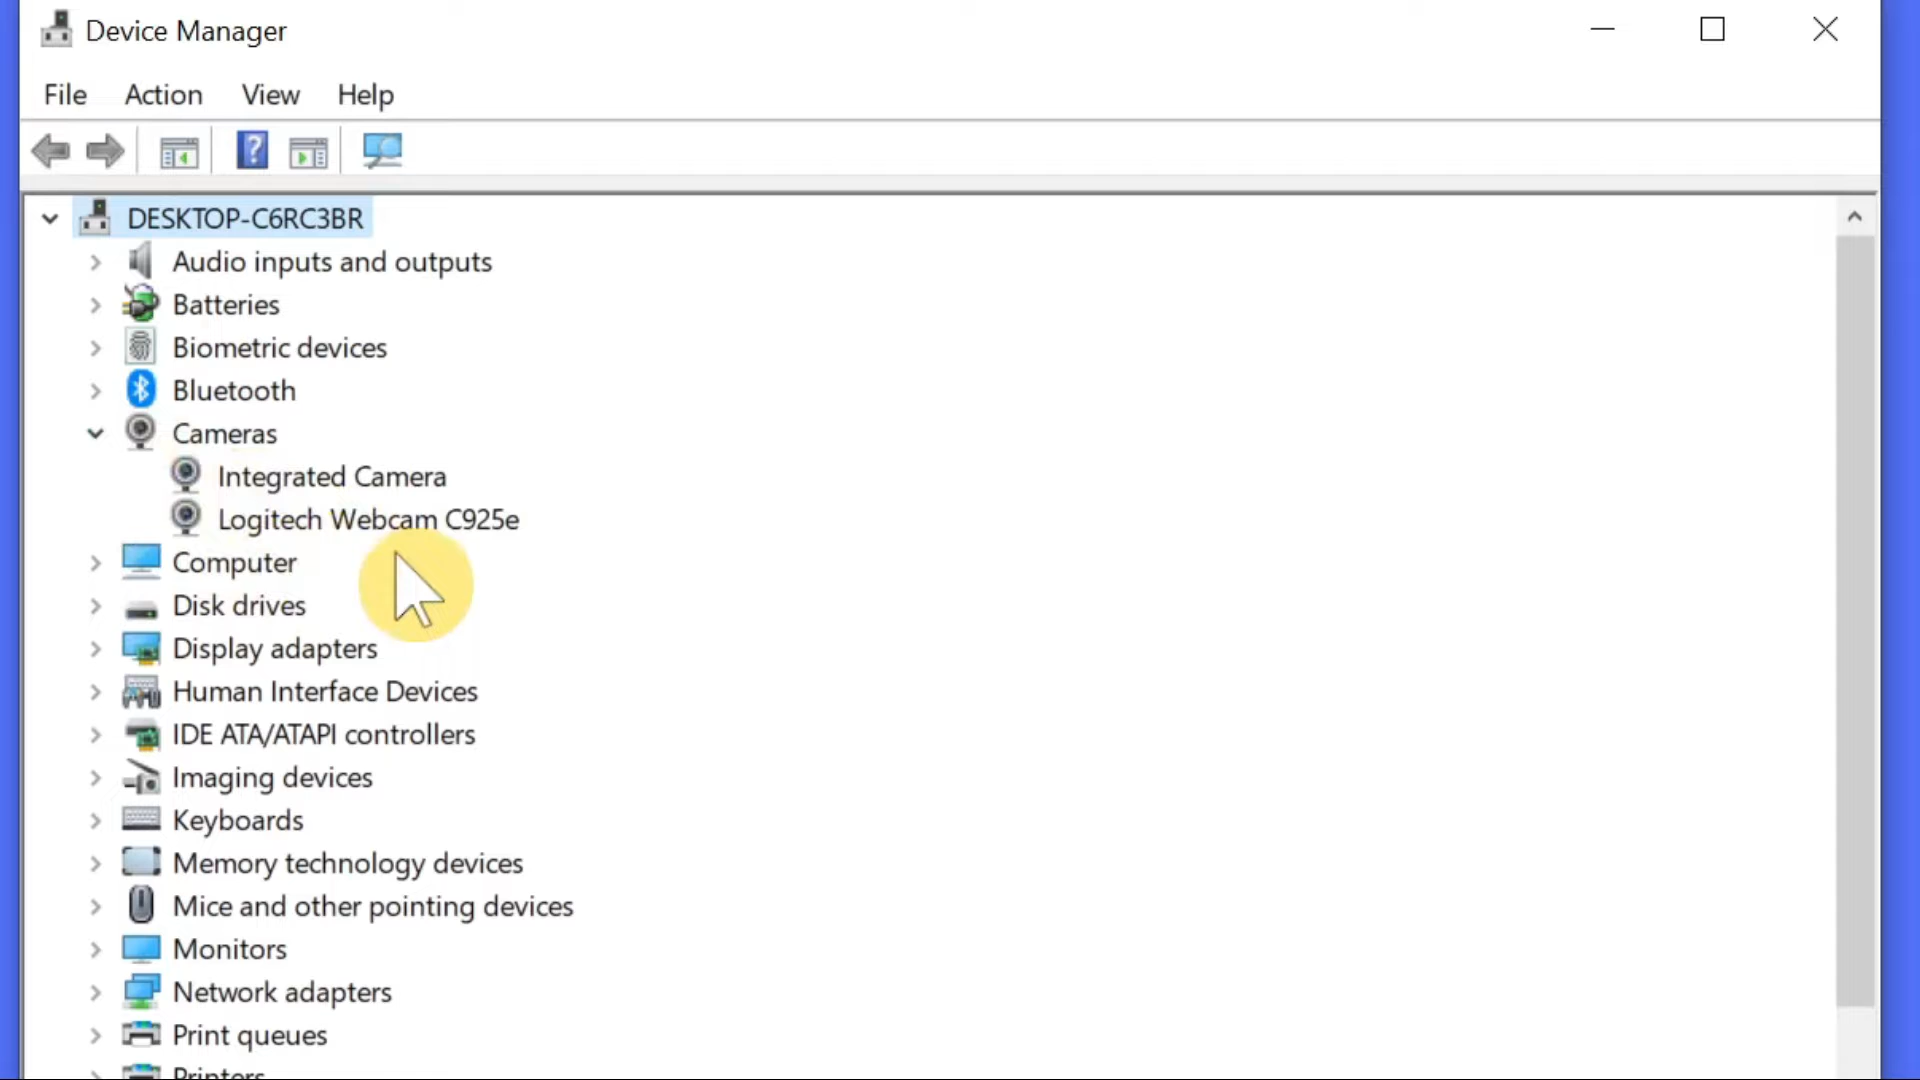 Device Manager
File Action View Help
DESKTOP-C6RC3BR
Audio inputs and outputs
Batteries
Biometric devices
Bluetooth
Cameras
Integrated Camera
Logitech Webcam C925e
Computer
Disk drives
Display adapters
Human Interface Devices
IDE ATA/ATAPI controllers
Imaging devices
Keyboards
Memory technology devices
Mice and other pointing devices
Monitors
Network adapters
Print queues
Printers